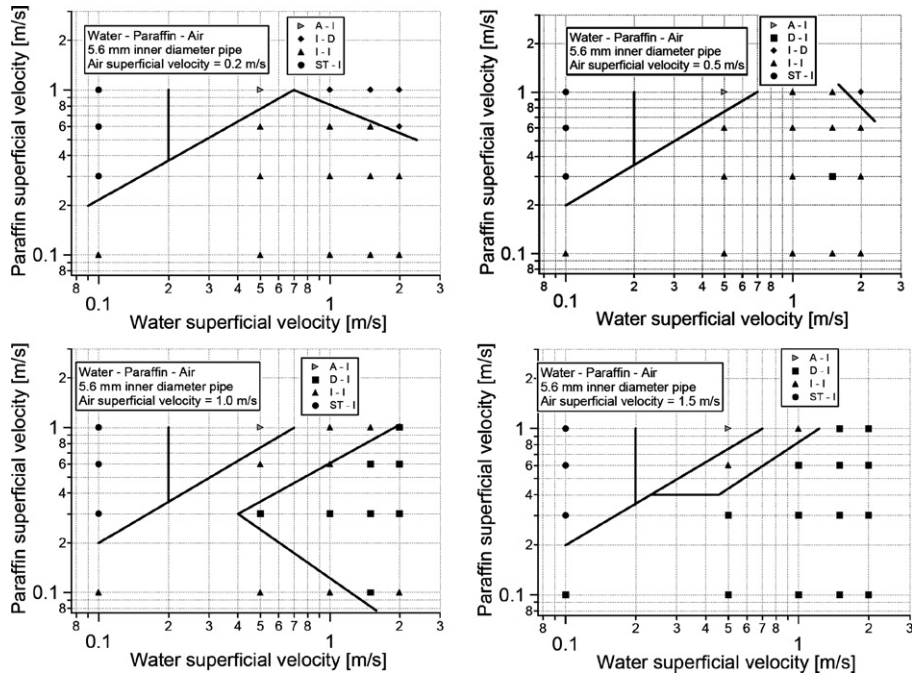 Water - Paraffin - Air
5.6 mm inner diameter pipe
Air superficial velocity = 0.2 m/s
A - I
I - D
I - I
ST - I
Paraffin superficial velocity [m/s]
2
1
8
6
4
2
0.1
8
8
0.1
2
3
4
5
6
7
8
1
2
3
Water superficial velocity [m/s]
Water - Paraffin - Air
5.6 mm inner diameter pipe
Air superficial velocity = 0.5 m/s
A - I
D - I
I - D
I - I
ST - I
Paraffin superficial velocity [m/s]
2
1
8
6
4
2
0.1
8
8
0.1
2
3
4
5
6
7
8
1
2
3
Water superficial velocity [m/s]
Water - Paraffin - Air
5.6 mm inner diameter pipe
Air superficial velocity = 1.0 m/s
A - I
D - I
I - I
ST - I
Paraffin superficial velocity [m/s]
2
1
8
6
4
2
0.1
8
8
0.1
2
3
4
5
6
7
8
1
2
3
Water superficial velocity [m/s]
Water - Paraffin - Air
5.6 mm inner diameter pipe
Air superficial velocity = 1.5 m/s
A - I
D - I
I - I
ST - I
Paraffin superficial velocity [m/s]
2
1
8
6
4
2
0.1
8
8
0.1
2
3
4
5
6
7
8
1
2
3
Water superficial velocity [m/s]